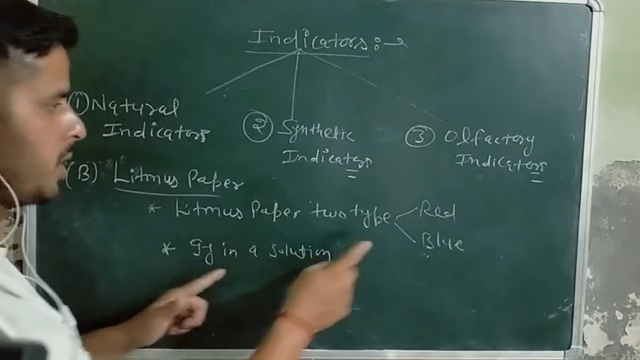 Indicators:→
① Natural Indicators
② Synthetic Indicators
③ Olfactory Indicators
(B) Litmus Paper
* Litmus Paper two type Red
Blue
* If in a solution